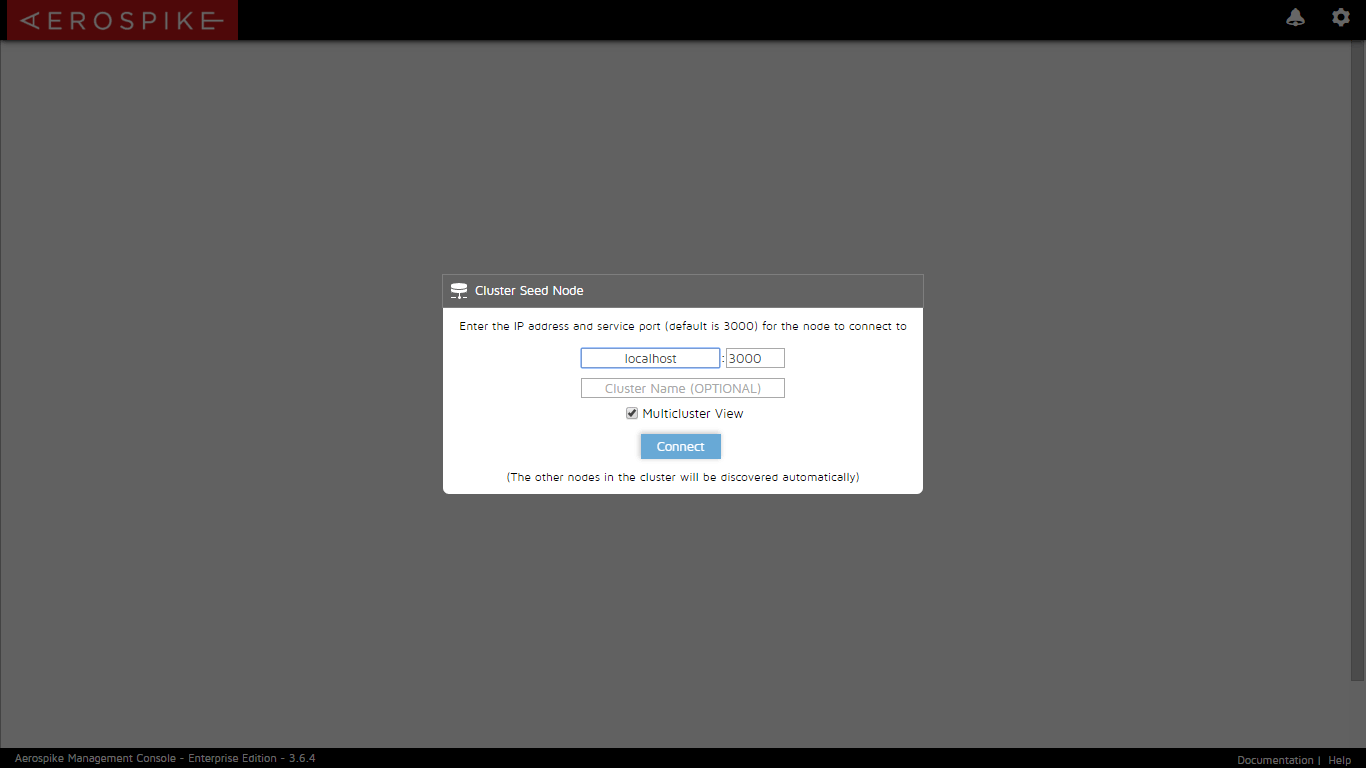 AEROSPIKE
Cluster Seed Node
Enter the IP address and service port (default is 3000) for the node to connect to
localhost : 3000
Cluster Name (OPTIONAL)
Multicluster View
Connect
(The other nodes in the cluster will be discovered automatically)
Aerospike Management Console - Enterprise Edition - 3.6.4
Documentation | Help